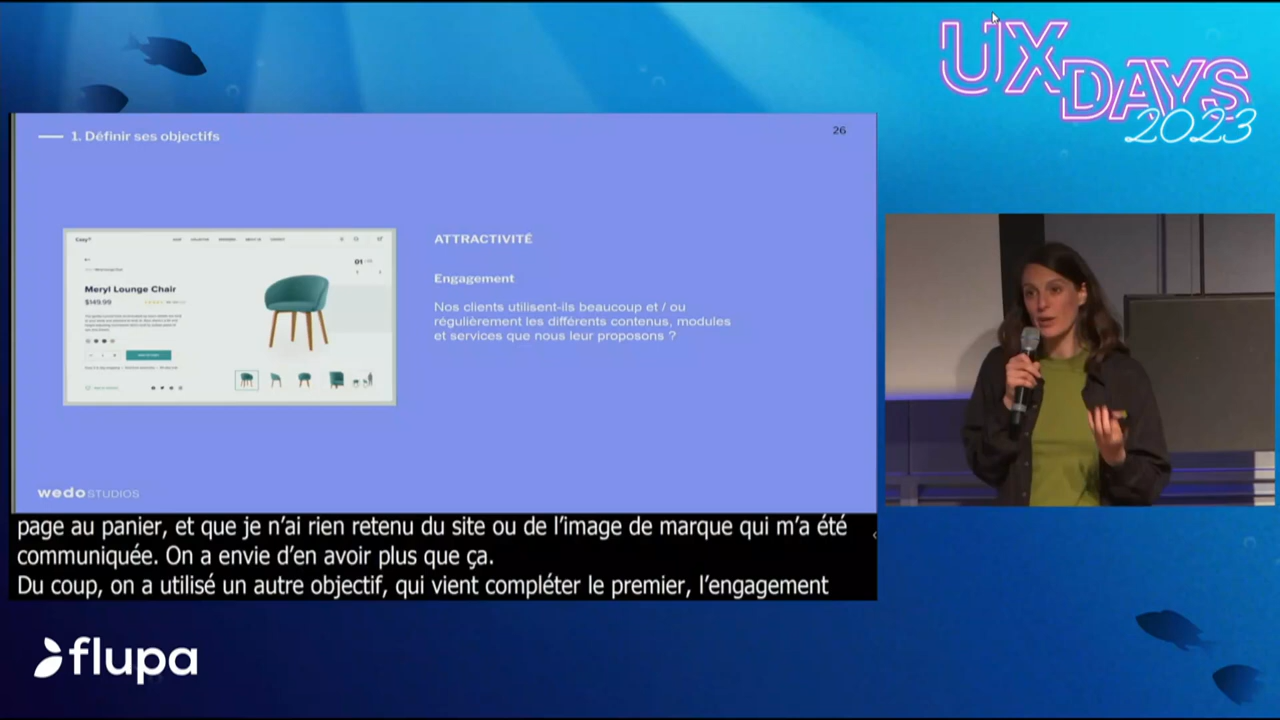 UX
DAYS
2023
1. Définir ses objectifs
26
ATTRACTIVITÉ
Engagement
Nos clients utilisent-ils beaucoup et / ou
régulièrement les différents contenus, modules
et services que nous leur proposons ?
Meryl Lounge Chair
$149.99
01
wedo STUDIOS
page au panier, et que je n’ai rien retenu du site ou de l’image de marque qui m’a été
communiquée. On a envie d’en avoir plus que ça.
Du coup, on a utilisé un autre objectif, qui vient compléter le premier, l’engagement
flupa